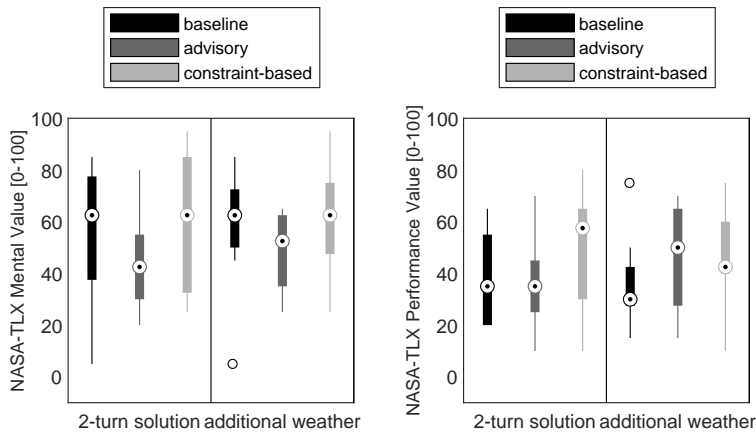 baseline
advisory
constraint-based
NASA-TLX Mental Value [0-100]
100
80
60
40
20
0
2-turn solution
additional weather
baseline
advisory
constraint-based
NASA-TLX Performance Value [0-100]
100
80
60
40
20
0
2-turn solution
additional weather